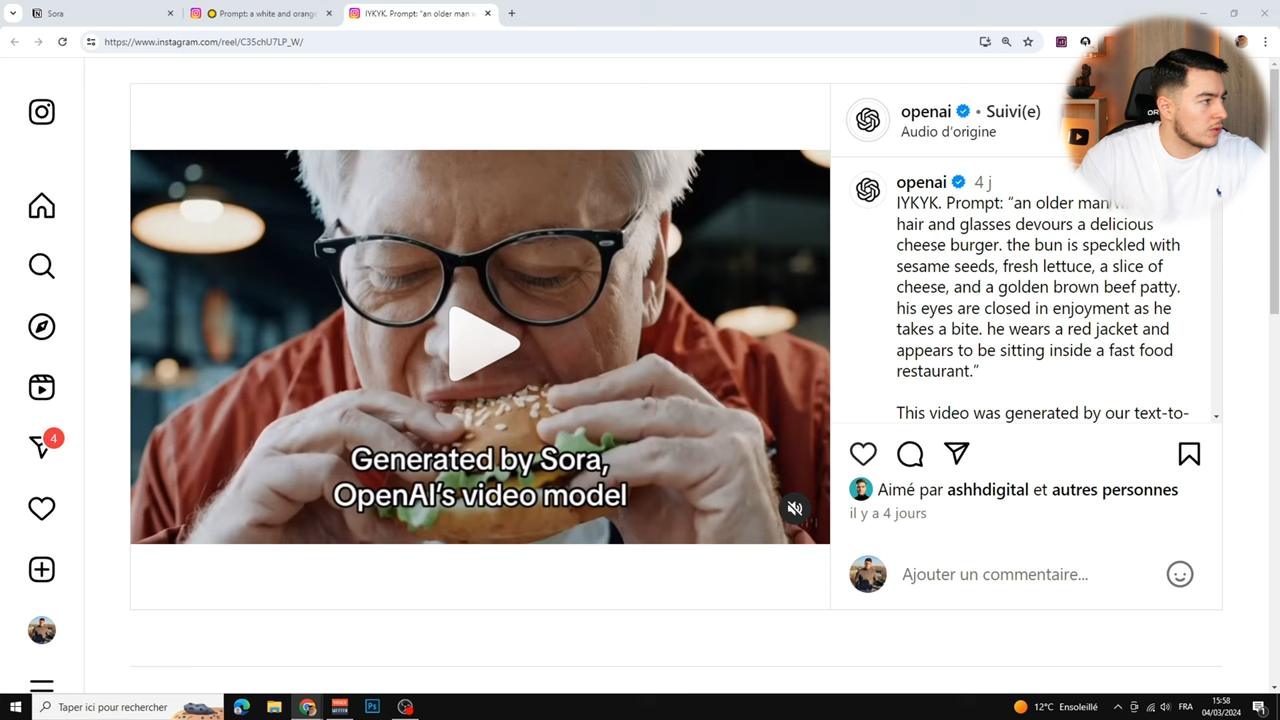 Sora
Prompt: a white and orange
IYKYK. Prompt: "an older man
https://www.instagram.com/reel/C35chU7LP_W/
openai • Suivi(e)
Audio d'origine
openai 4 j
IYKYK. Prompt: “an older man
hair and glasses devours a delicious
cheese burger. the bun is speckled with
sesame seeds, fresh lettuce, a slice of
cheese, and a golden brown beef patty.
his eyes are closed in enjoyment as he
takes a bite. he wears a red jacket and
appears to be sitting inside a fast food
restaurant.”
This video was generated by our text-to-
Generated by Sora,
OpenAI's video model
4
Aimé par ashhdigital et autres personnes
il y a 4 jours
Ajouter un commentaire...
Taper ici pour rechercher
Ps
12°C Ensoleillé
FRA
15:58
04/03/2024
1